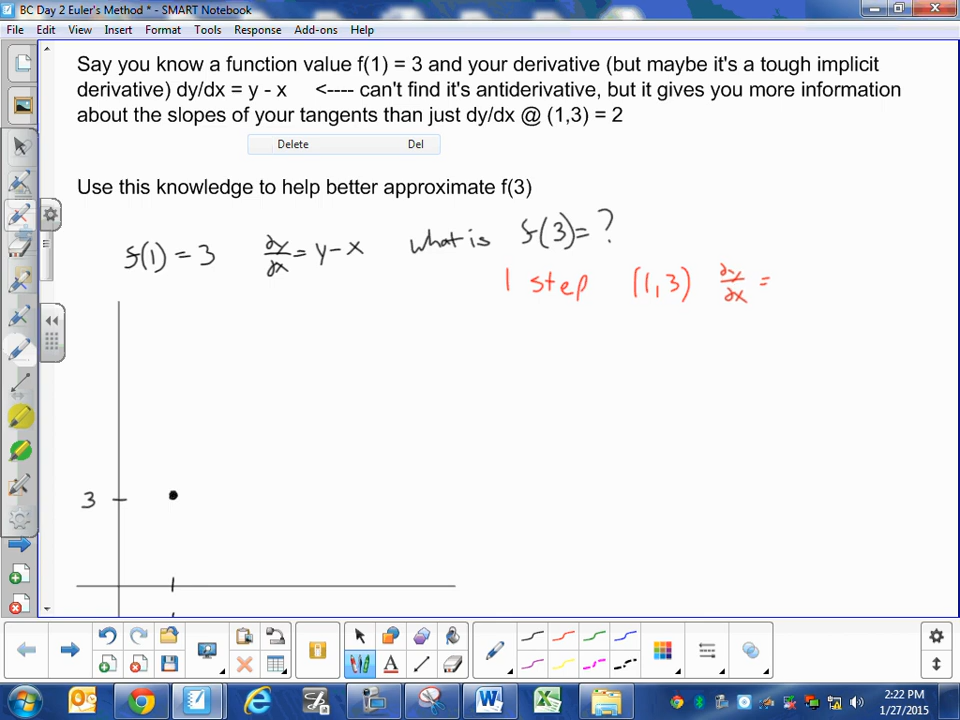 BC Day 2 Euler's Method * - SMART Notebook
File Edit View Insert Format Tools Response Add-ons Help
Say you know a function value f(1) = 3 and your derivative (but maybe it's a tough implicit
derivative) dy/dx = y - x <---- can't find it's antiderivative, but it gives you more information
about the slopes of your tangents than just dy/dx @ (1,3) = 2
Delete Del
Use this knowledge to help better approximate f(3)
f(1) = 3 dy/dx = y - x what is f(3) = ?
1 step (1,3) dy/dx =
3
1
2:22 PM
1/27/2015